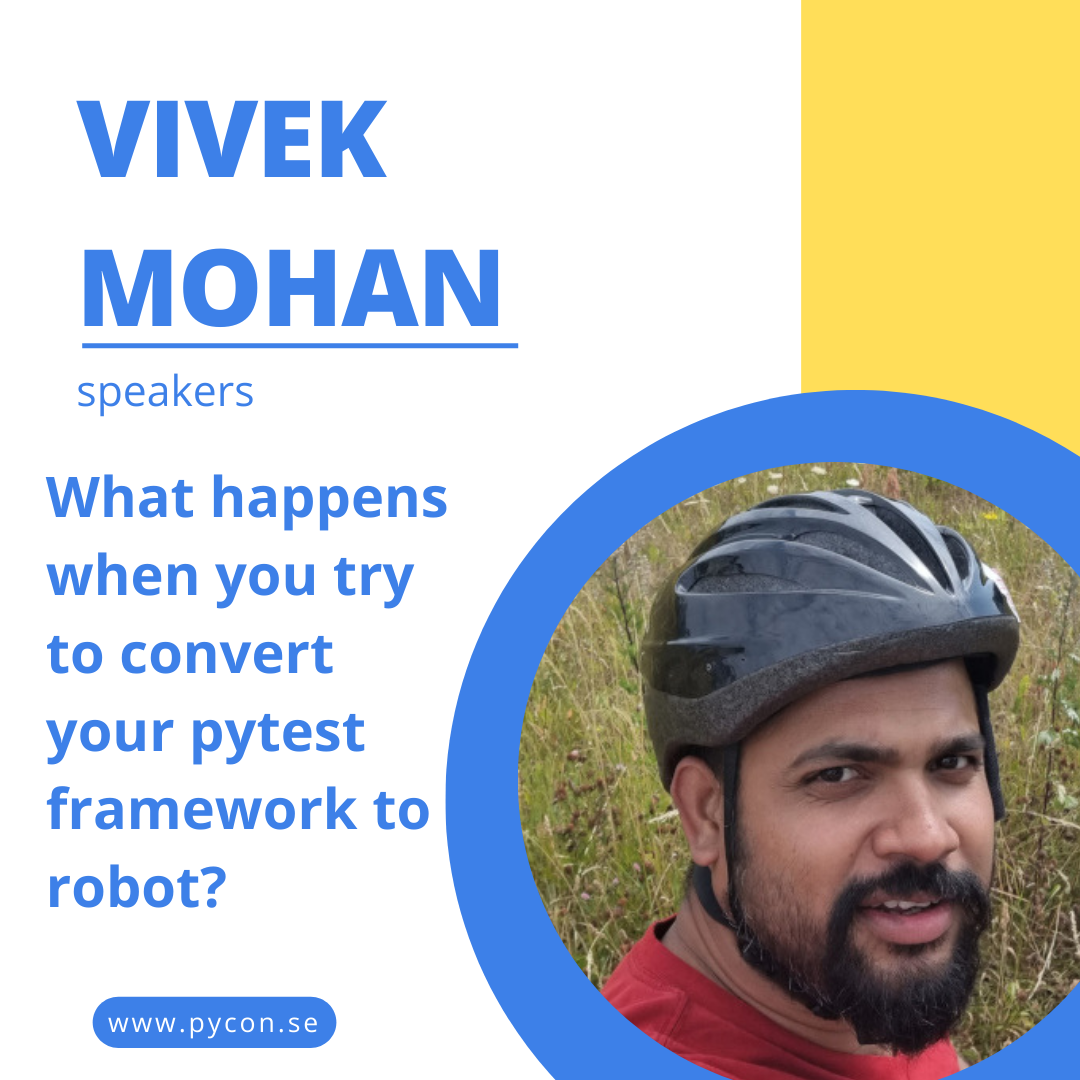 VIVEK
MOHAN
speakers
What happens
when you try
to convert
your pytest
framework to
robot?
www.pycon.se